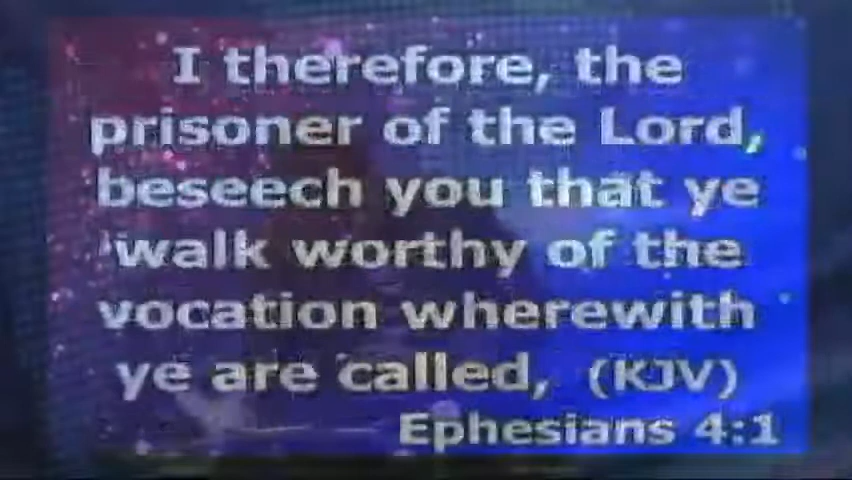 I therefore, the
prisoner of the Lord,
beseech you that ye
walk worthy of the
vocation wherewith
ye are called, (KJV)
Ephesians 4:1